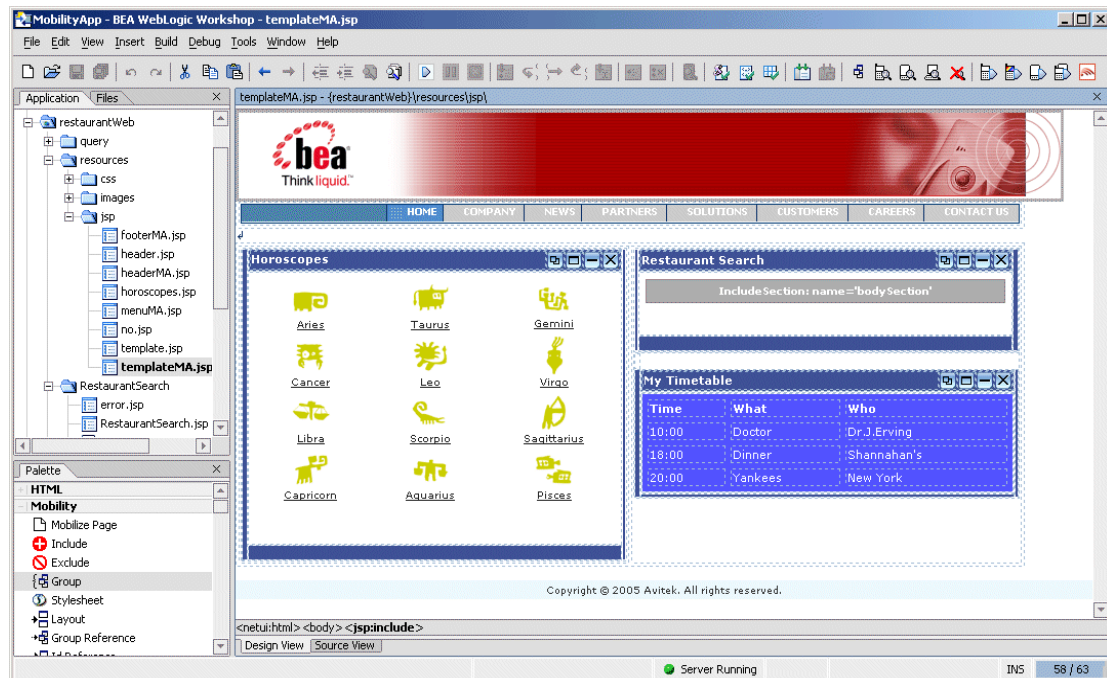 MobilityApp - BEA WebLogic Workshop - templateMA.jsp
File Edit View Insert Build Debug Tools Window Help
Application Files
restaurantWeb
query
resources
css
images
jsp
footerMA.jsp
header.jsp
headerMA.jsp
horoscopes.jsp
menuMA.jsp
no.jsp
template.jsp
templateMA.jsp
RestaurantSearch
error.jsp
RestaurantSearch.jsp
Palette
HTML
Mobility
Mobilize Page
Include
Exclude
Group
Stylesheet
Layout
Group Reference
templateMA.jsp - {restaurantWeb}\resources\jsp\
bea
Think liquid.™
HOME COMPANY NEWS PARTNERS SOLUTIONS CUSTOMERS CAREERS CONTACT US
Horoscopes
Aries Taurus Gemini
Cancer Leo Virgo
Libra Scorpio Sagittarius
Capricorn Aquarius Pisces
Restaurant Search
IncludeSection: name='bodySection'
My Timetable
Time What Who
10:00 Doctor Dr.J.Erving
18:00 Dinner Shannahan's
20:00 Yankees New York
Copyright © 2005 Avitek. All rights reserved.
<netui:html> <body> <jsp:include>
Design View Source View
Server Running INS 58 / 63